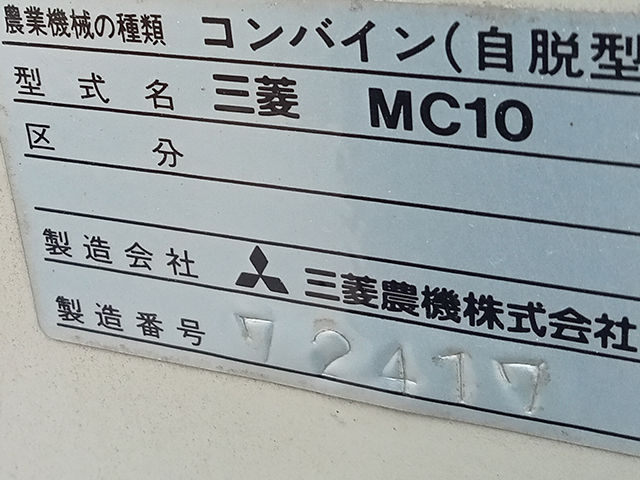 農業機械の種類 コンバイン(自脱型
型式名 三菱 MC10
区分
製造会社 三菱農機株式会社
製造番号 72417